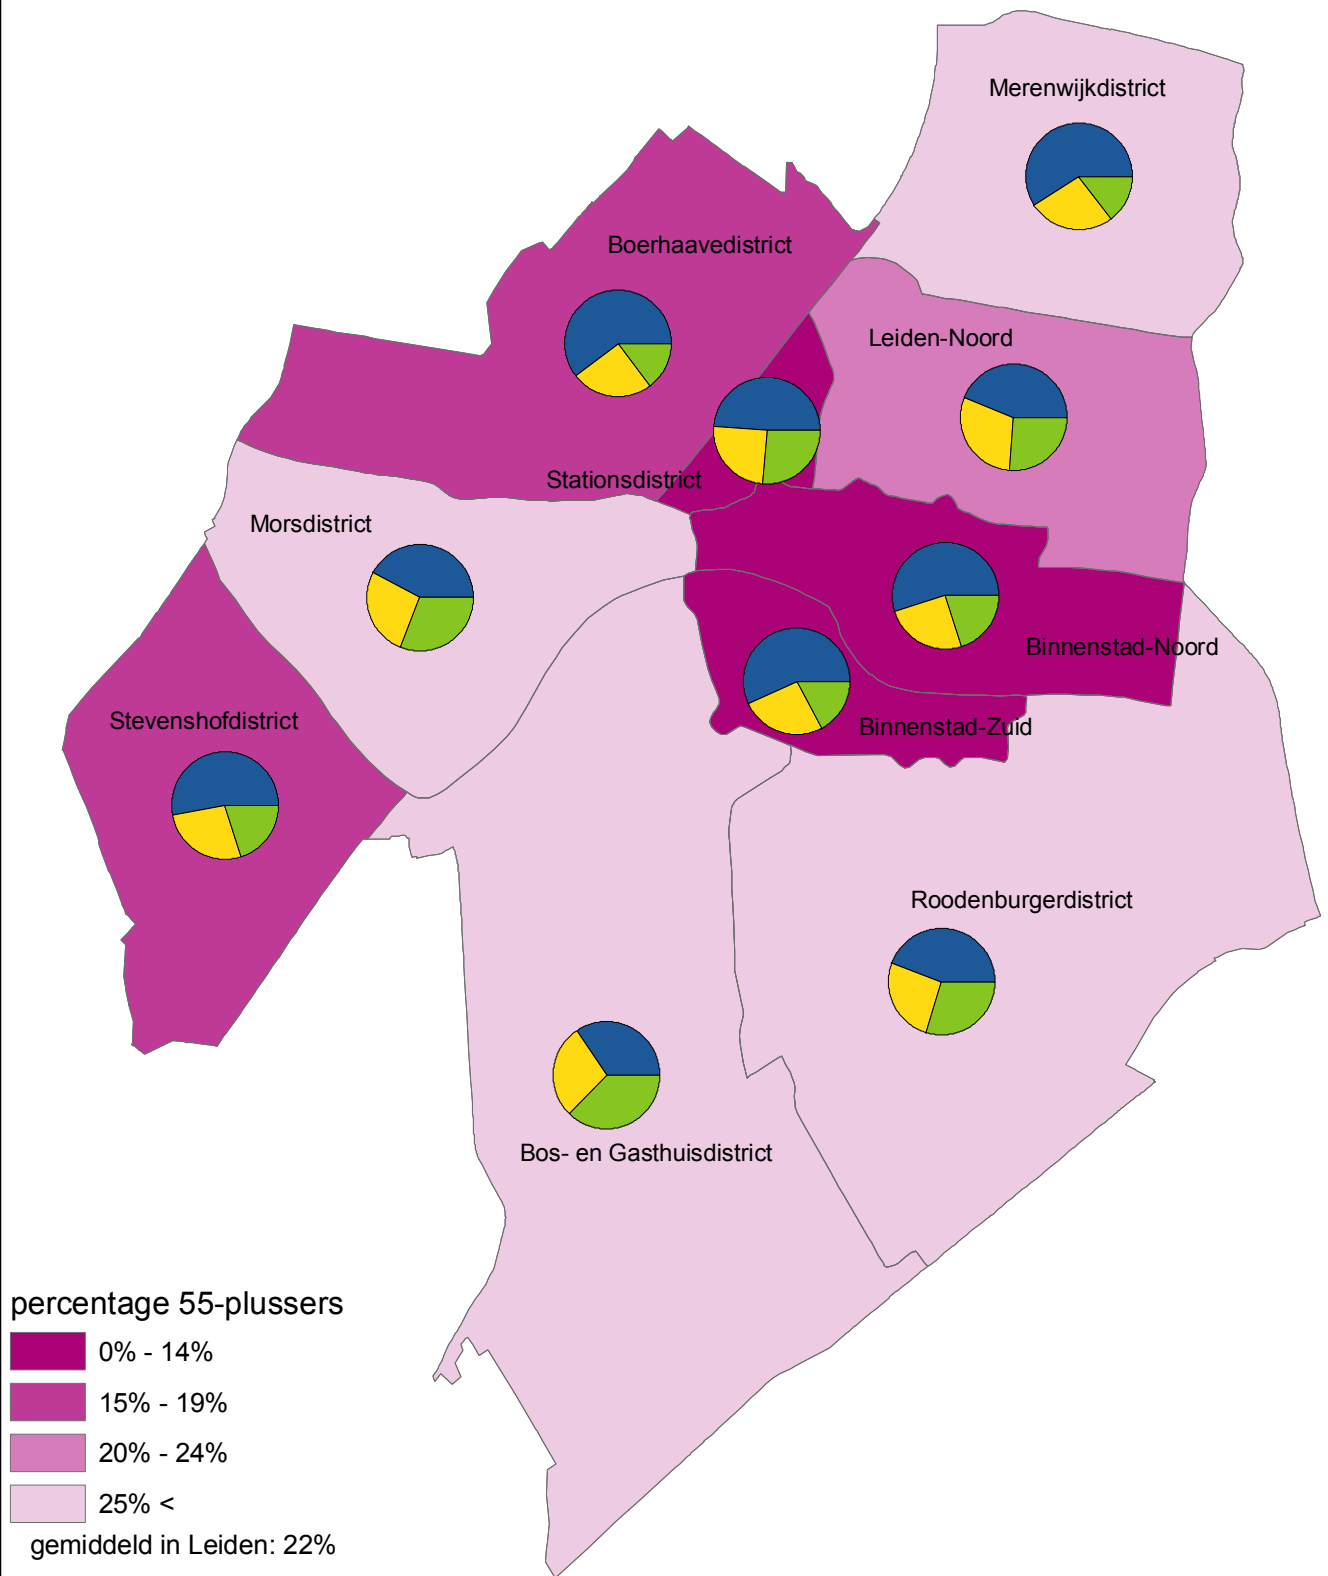 Merenwijkdistrict
Boerhaavedistrict
Leiden-Noord
Stationsdistrict
Morsdistrict
Binnenstad-Noord
Stevenshofdistrict
Binnenstad-Zuid
Roodenburgerdistrict
Bos- en Gasthuisdistrict
percentage 55-plussers
0% - 14%
15% - 19%
20% - 24%
25% <
gemiddeld in Leiden: 22%